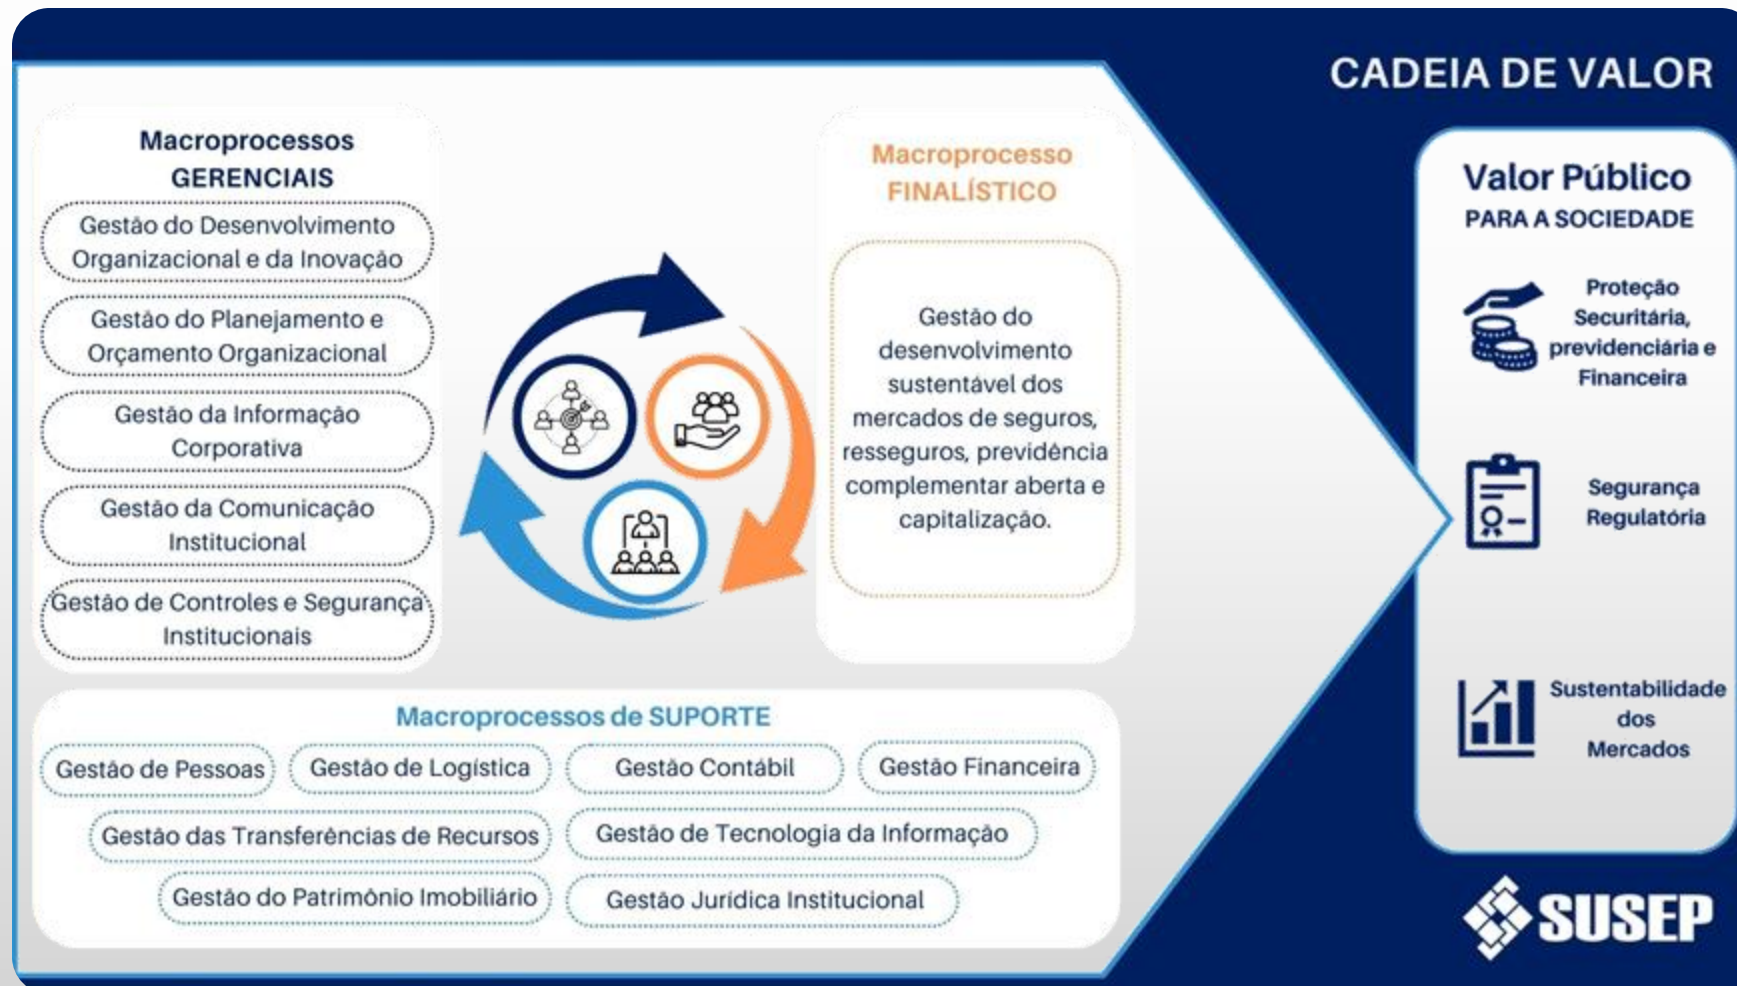 CADEIA DE VALOR
Macroprocessos
GERENCIAIS
Gestão do Desenvolvimento
Organizacional e da Inovação
Gestão do Planejamento e
Orçamento Organizacional
Gestão da Informação
Corporativa
Gestão da Comunicação
Institucional
Gestão de Controles e Segurança
Institucionais
Macroprocesso
FINALÍSTICO
Gestão do
desenvolvimento
sustentável dos
mercados de seguros,
resseguros, previdência
complementar aberta e
capitalização.
Macroprocessos de SUPORTE
Gestão de Pessoas
Gestão de Logística
Gestão Contábil
Gestão Financeira
Gestão das Transferências de Recursos
Gestão de Tecnologia da Informação
Gestão do Patrimônio Imobiliário
Gestão Jurídica Institucional
Valor Público
PARA A SOCIEDADE
Proteção
Securitária,
previdenciária e
Financeira
Segurança
Regulatória
Sustentabilidade
dos
Mercados
SUSEP